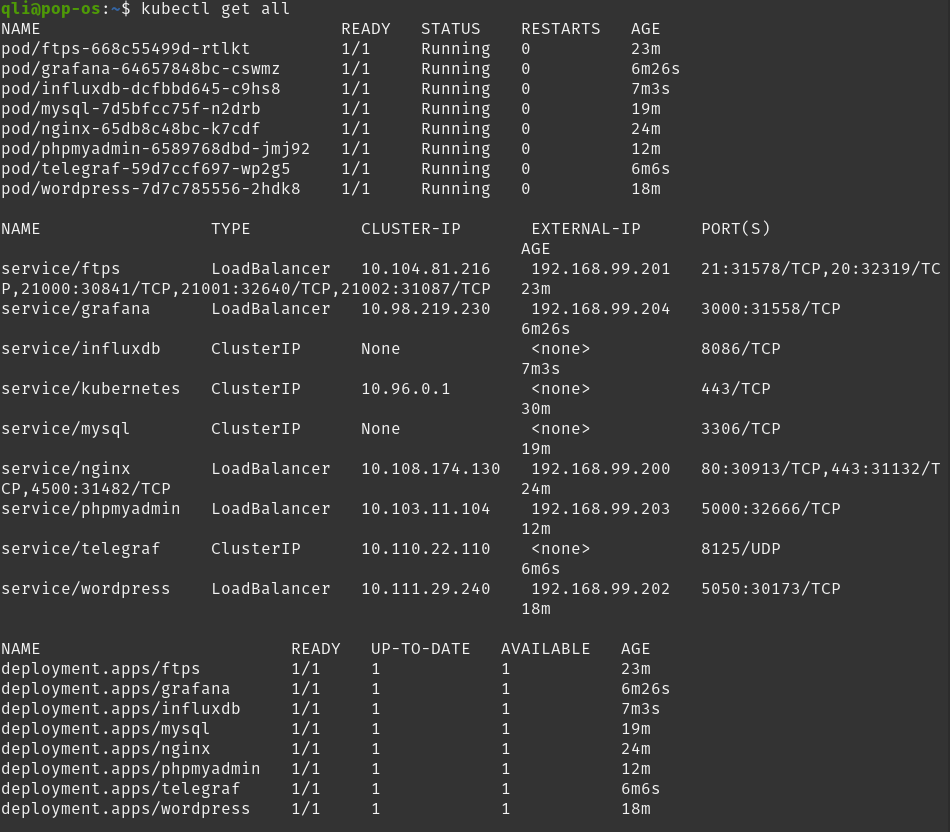 qli@pop-os:~$ kubectl get all
NAME                              READY   STATUS    RESTARTS   AGE
pod/ftps-668c55499d-rtlkt         1/1     Running   0          23m
pod/grafana-64657848bc-cswmz      1/1     Running   0          6m26s
pod/influxdb-dcfbbd645-c9hs8      1/1     Running   0          7m3s
pod/mysql-7d5bfcc75f-n2drb        1/1     Running   0          19m
pod/nginx-65db8c48bc-k7cdf        1/1     Running   0          24m
pod/phpmyadmin-6589768dbd-jmj92   1/1     Running   0          12m
pod/telegraf-59d7ccf697-wp2g5     1/1     Running   0          6m6s
pod/wordpress-7d7c785556-2hdk8    1/1     Running   0          18m

NAME                 TYPE           CLUSTER-IP       EXTERNAL-IP      PORT(S)
                                                    AGE
service/ftps         LoadBalancer   10.104.81.216    192.168.99.201   21:31578/TCP,20:32319/TC
P,21000:30841/TCP,21001:32640/TCP,21002:31087/TCP   23m
service/grafana      LoadBalancer   10.98.219.230    192.168.99.204   3000:31558/TCP
                                                    6m26s
service/influxdb     ClusterIP      None             <none>           8086/TCP
                                                    7m3s
service/kubernetes   ClusterIP      10.96.0.1        <none>           443/TCP
                                                    30m
service/mysql        ClusterIP      None             <none>           3306/TCP
                                                    19m
service/nginx        LoadBalancer   10.108.174.130   192.168.99.200   80:30913/TCP,443:31132/T
CP,4500:31482/TCP                                   24m
service/phpmyadmin   LoadBalancer   10.103.11.104    192.168.99.203   5000:32666/TCP
                                                    12m
service/telegraf     ClusterIP      10.110.22.110    <none>           8125/UDP
                                                    6m6s
service/wordpress    LoadBalancer   10.111.29.240    192.168.99.202   5050:30173/TCP
                                                    18m

NAME                         READY   UP-TO-DATE   AVAILABLE   AGE
deployment.apps/ftps         1/1     1            1           23m
deployment.apps/grafana      1/1     1            1           6m26s
deployment.apps/influxdb     1/1     1            1           7m3s
deployment.apps/mysql        1/1     1            1           19m
deployment.apps/nginx        1/1     1            1           24m
deployment.apps/phpmyadmin   1/1     1            1           12m
deployment.apps/telegraf     1/1     1            1           6m6s
deployment.apps/wordpress    1/1     1            1           18m